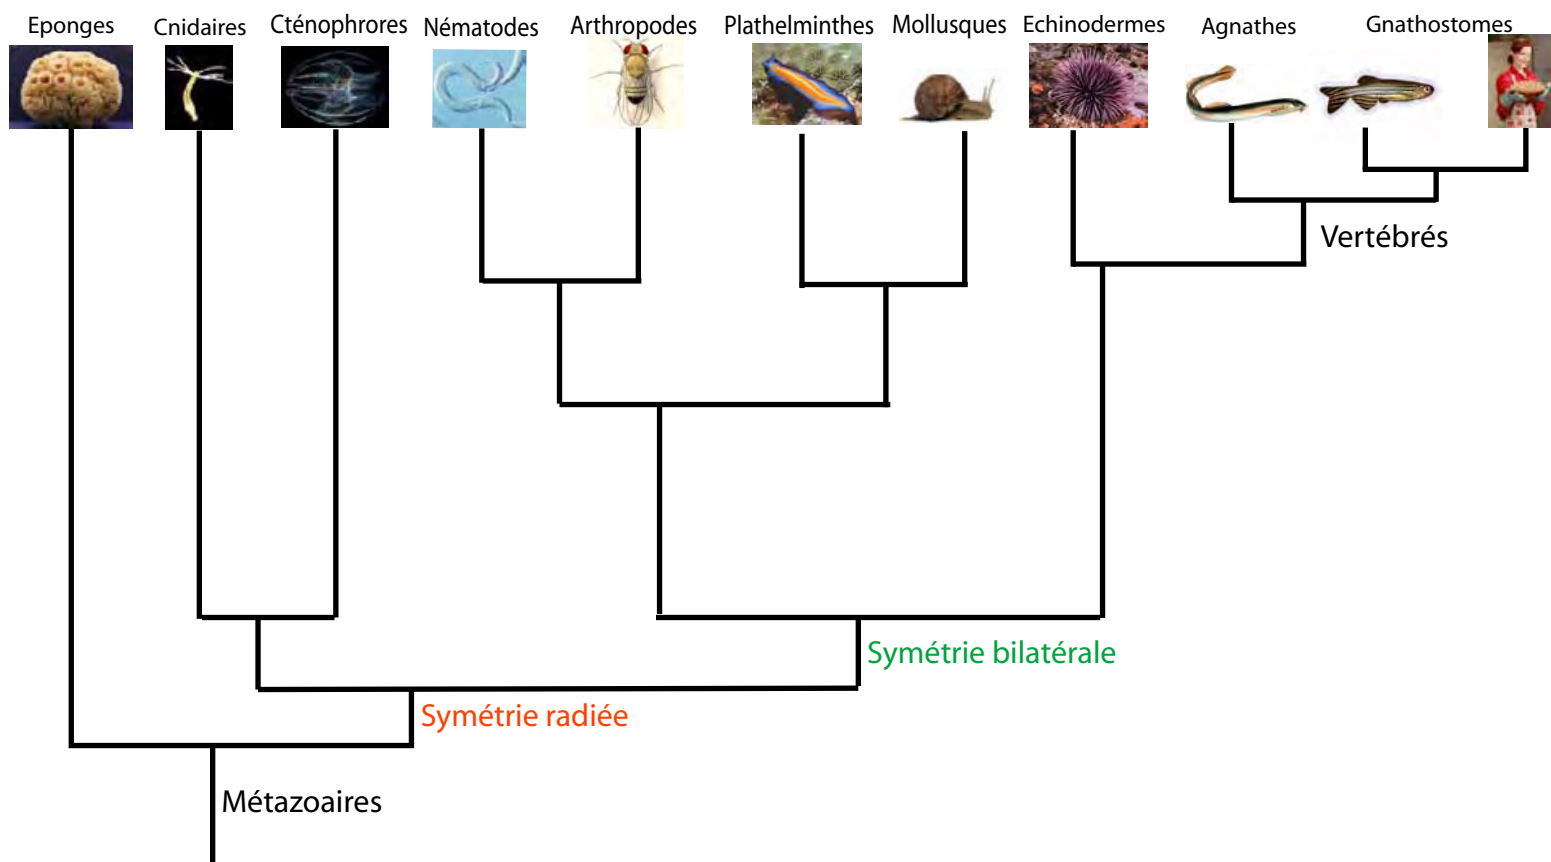 Eponges
Cnidaires
Cténophrores
Nématodes
Arthropodes
Plathelminthes
Mollusques
Echinodermes
Agnathes
Gnathostomes
Vertébrés
Symétrie bilatérale
Symétrie radiée
Métazoaires